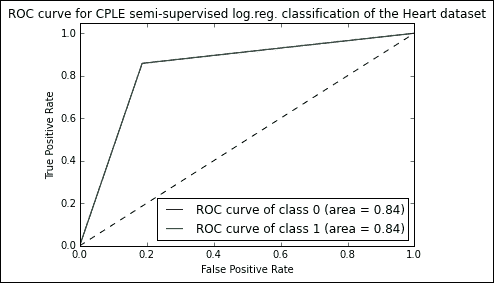 ROC curve for CPLE semi-supervised log.reg. classification of the Heart dataset
1.0
0.8
0.6
0.4
0.2
0.0
True Positive Rate
ROC curve of class 0 (area = 0.84)
ROC curve of class 1 (area = 0.84)
0.0 0.2 0.4 0.6 0.8 1.0
False Positive Rate